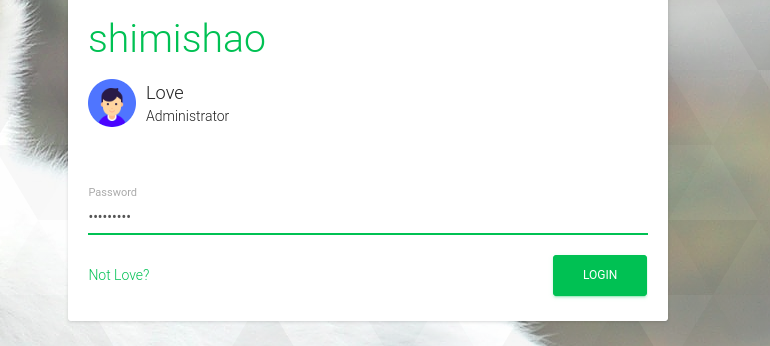 shimishao
Love
Administrator
Password
•••••••••
Not Love?
LOGIN